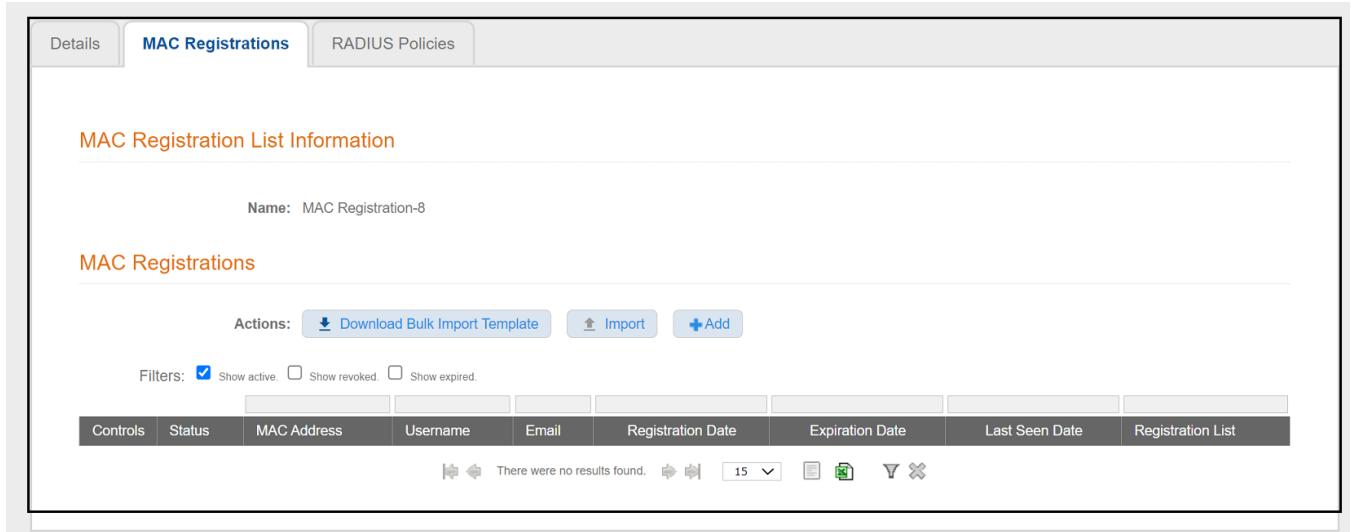 Details MAC Registrations RADIUS Policies
MAC Registration List Information
Name: MAC Registration-8
MAC Registrations
Actions: Download Bulk Import Template Import Add
Filters: Show active. Show revoked. Show expired.
Controls Status MAC Address Username Email Registration Date Expiration Date Last Seen Date Registration List
There were no results found. 15